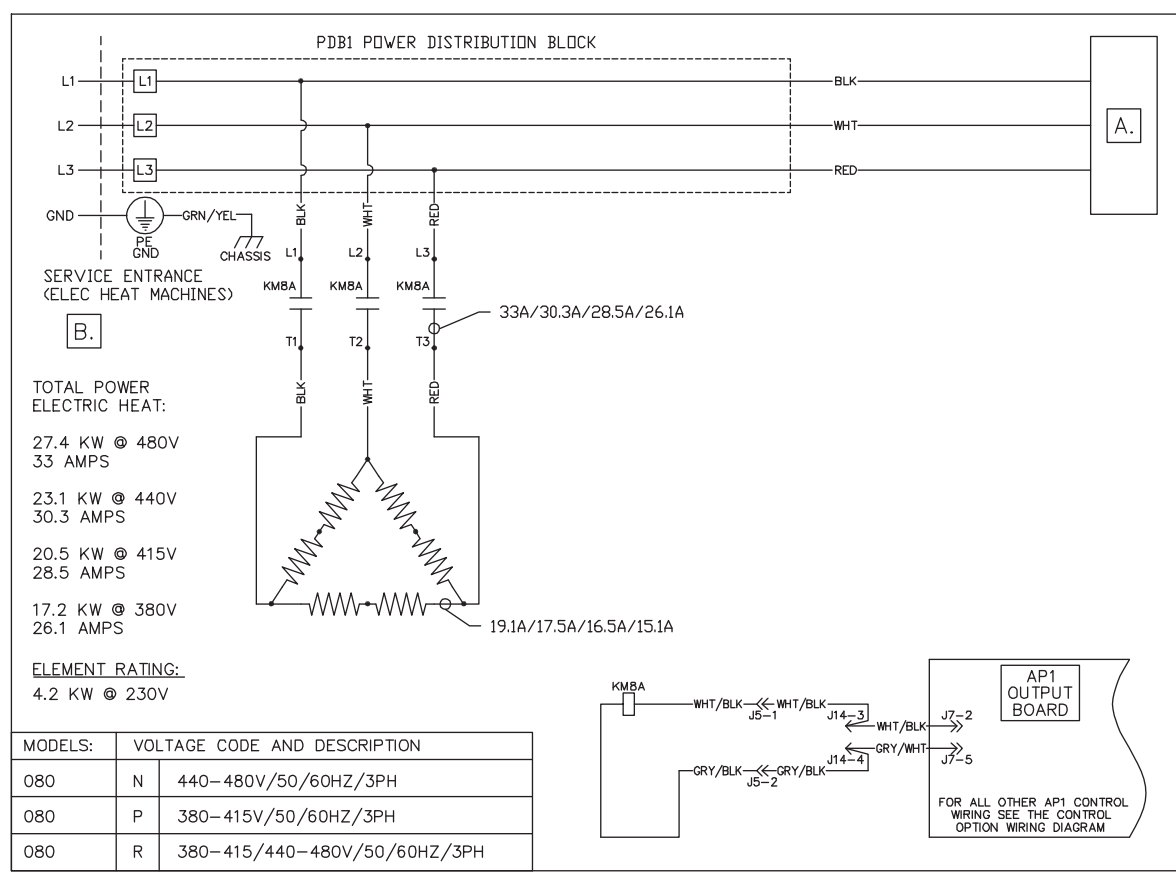 PDB1 POWER DISTRIBUTION BLOCK
L1 L1 BLK
L2 L2 WHT
A.
L3 L3 RED
GND GRN/YEL
PE
GND
CHASSIS
BLK WHT RED
L1 L2 L3
SERVICE ENTRANCE
(ELEC HEAT MACHINES)
KM8A KM8A KM8A
33A/30.3A/28.5A/26.1A
B.
T1 T2 T3
BLK WHT RED
TOTAL POWER
ELECTRIC HEAT:
27.4 KW @ 480V
33 AMPS
23.1 KW @ 440V
30.3 AMPS
20.5 KW @ 415V
28.5 AMPS
17.2 KW @ 380V
26.1 AMPS
19.1A/17.5A/16.5A/15.1A
ELEMENT RATING:
4.2 KW @ 230V
KM8A
WHT/BLK WHT/BLK
J5-1
J14-3
WHT/BLK
J7-2
GRY/WHT
J14-4
J7-5
GRY/BLK GRY/BLK
J5-2
AP1
OUTPUT
BOARD
FOR ALL OTHER AP1 CONTROL
WIRING SEE THE CONTROL
OPTION WIRING DIAGRAM
MODELS: VOLTAGE CODE AND DESCRIPTION
080 N 440-480V/50/60HZ/3PH
080 P 380-415V/50/60HZ/3PH
080 R 380-415/440-480V/50/60HZ/3PH